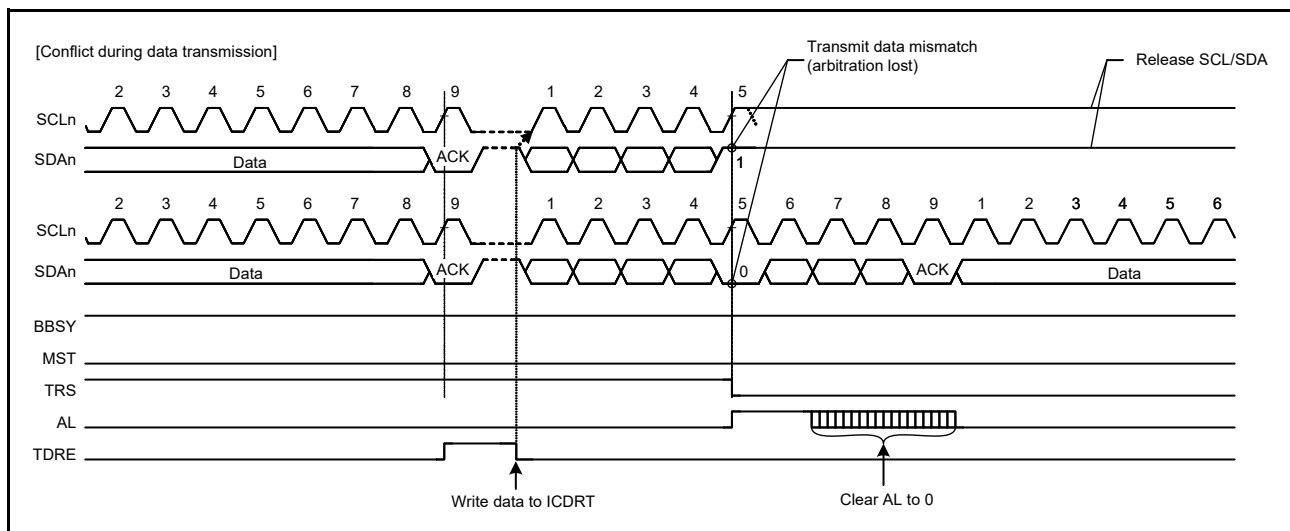 [Conflict during data transmission]
Transmit data mismatch
(arbitration lost)
Release SCL/SDA
2 3 4 5 6 7 8 9 1 2 3 4 5
SCLn
SDAn Data ACK 1
2 3 4 5 6 7 8 9 1 2 3 4 5 6 7 8 9 1 2 3 4 5 6
SCLn
SDAn Data ACK 0 ACK Data
BBSY
MST
TRS
AL
TDRE
Write data to ICDRT Clear AL to 0